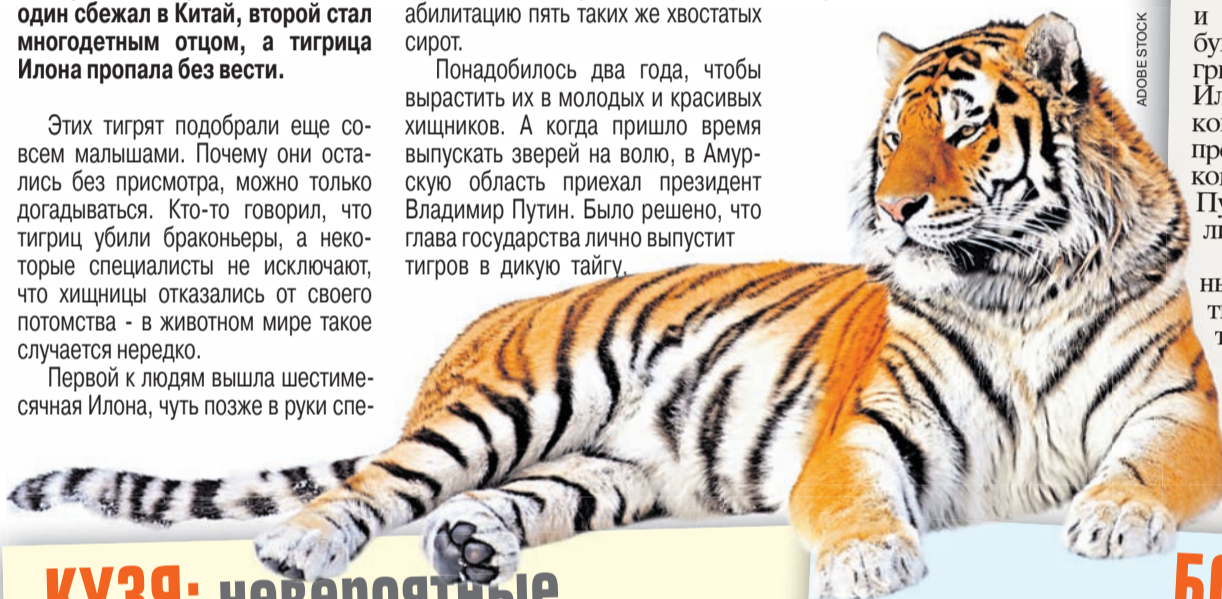 один сбежал в Китай, второй стал
многодетным отцом, а тигрица
Илона пропала без вести.
Этих тигрят подобрали еще со-
всем малышами. Почему они оста-
лись без присмотра, можно только
догадываться. Кто-то говорил, что
тигриц убили браконьеры, а неко-
торые специалисты не исключают,
что хищницы отказались от своего
потомства - в животном мире такое
случается нередко.
Первой к людям вышла шестиме-
сячная Илона, чуть позже в руки спе-
абилитацию пять таких же хвостатых
сирот.
Понадобилось два года, чтобы
вырастить их в молодых и красивых
хищников. А когда пришло время
выпускать зверей на волю, в Амур-
скую область приехал президент
Владимир Путин. Было решено, что
глава государства лично выпустит
тигров в дикую тайгу.
ADOBE STOCK
и
КУЗЯ: невероятные